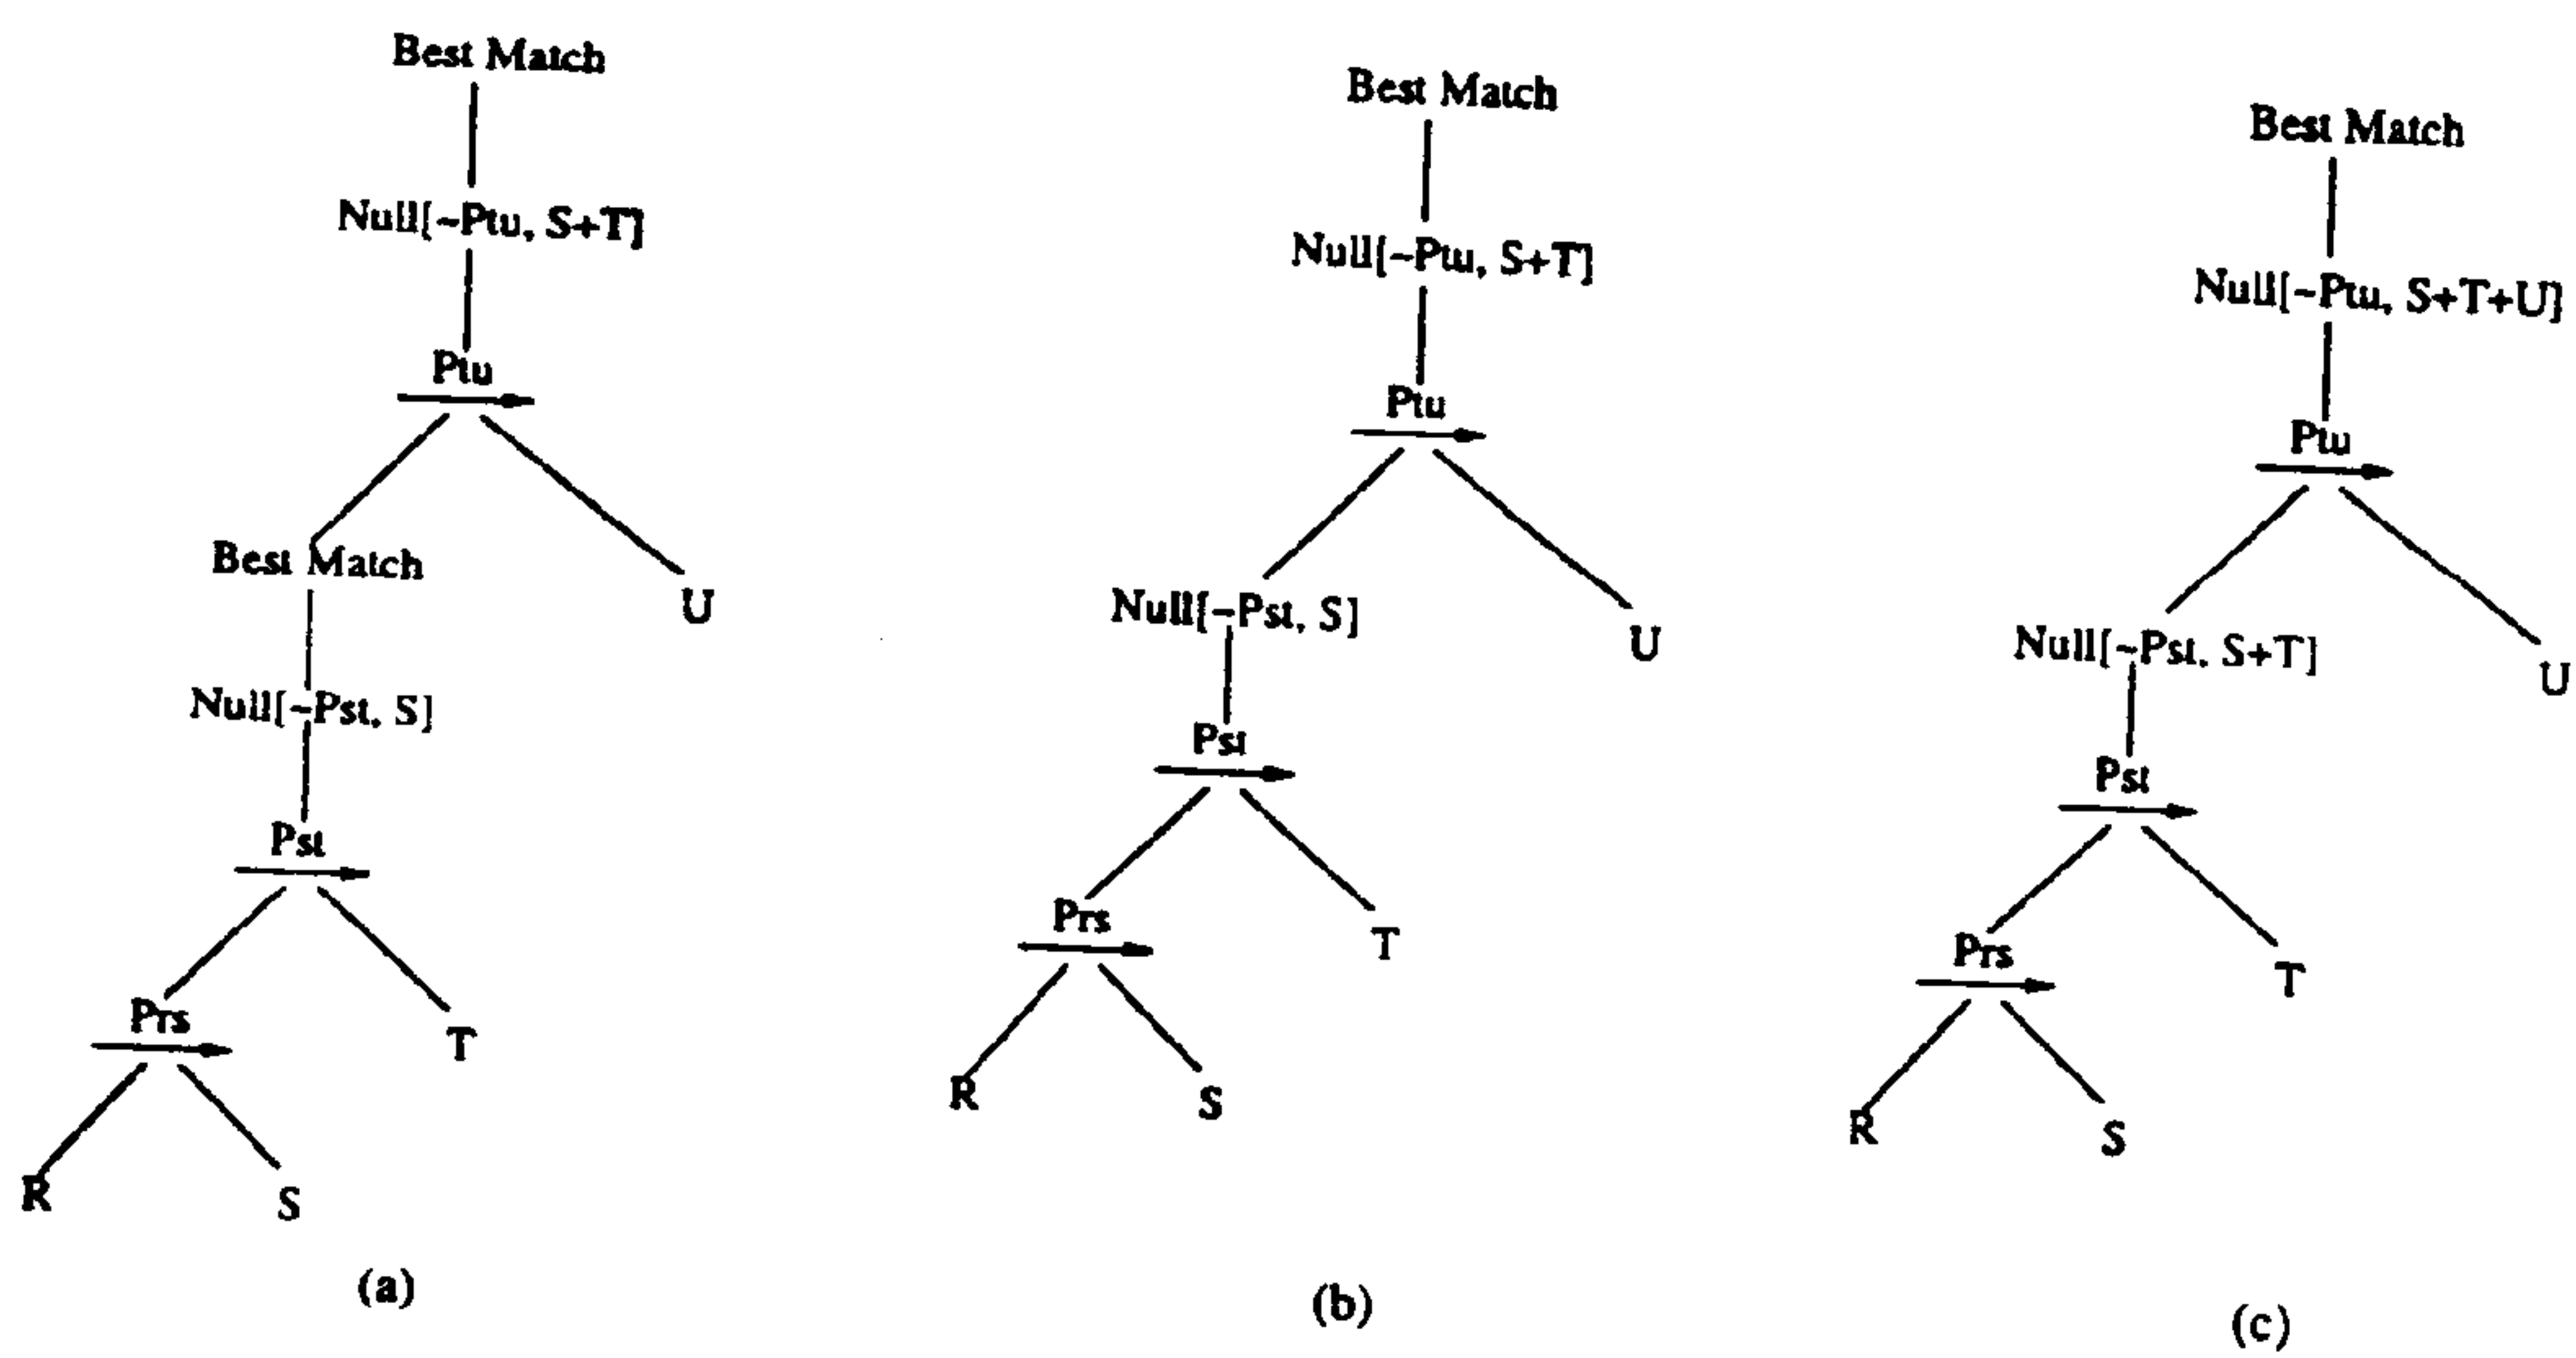 Best Match
Null[~Ptu, S+T]
Ptu
Best Match
U
Null[~Pst, S]
Pst
Prs
T
R
S
(a)
Best Match
Null[~Ptu, S+T]
Ptu
Null[~Pst, S]
U
Pst
Prs
T
R
S
(b)
Best Match
Null[~Ptu, S+T+U]
Ptu
Null[~Pst, S+T]
U
Pst
Prs
T
R
S
(c)